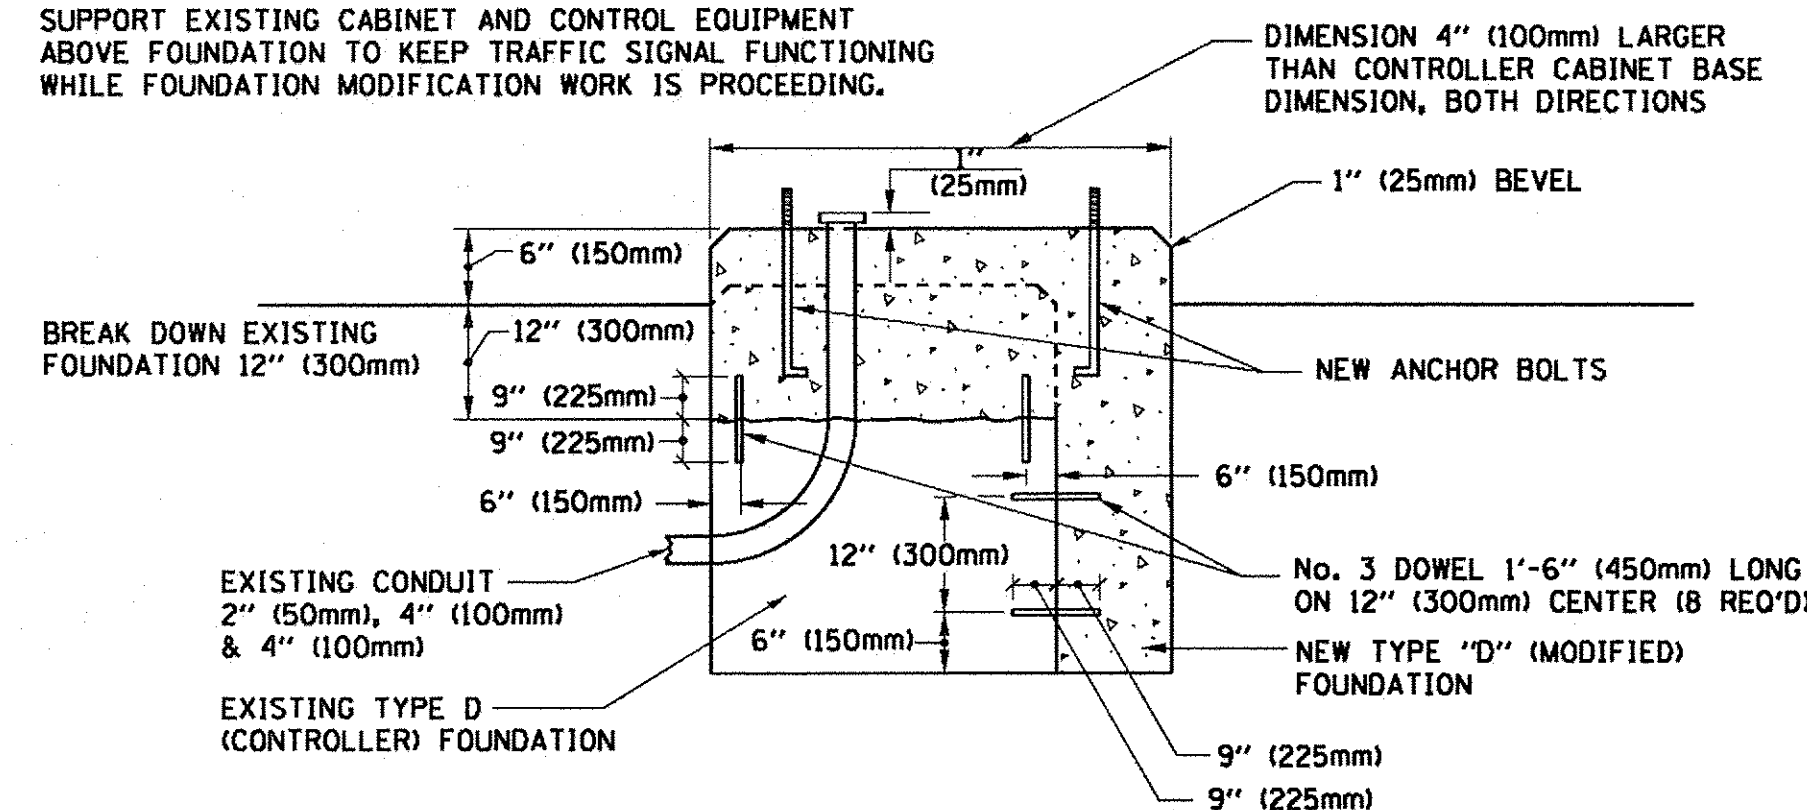 SUPPORT EXISTING CABINET AND CONTROL EQUIPMENT
ABOVE FOUNDATION TO KEEP TRAFFIC SIGNAL FUNCTIONING
WHILE FOUNDATION MODIFICATION WORK IS PROCEEDING.
DIMENSION 4" (100mm) LARGER
THAN CONTROLLER CABINET BASE
DIMENSION, BOTH DIRECTIONS
1"
(25mm)
1" (25mm) BEVEL
6" (150mm)
BREAK DOWN EXISTING
FOUNDATION 12" (300mm)
12" (300mm)
NEW ANCHOR BOLTS
9" (225mm)
9" (225mm)
6" (150mm)
6" (150mm)
12" (300mm)
EXISTING CONDUIT
2" (50mm), 4" (100mm)
& 4" (100mm)
No. 3 DOWEL 1'-6" (450mm) LONG
ON 12" (300mm) CENTER (8 REQ'D)
6" (150mm)
NEW TYPE "D" (MODIFIED)
FOUNDATION
EXISTING TYPE D
(CONTROLLER) FOUNDATION
9" (225mm)
9" (225mm)